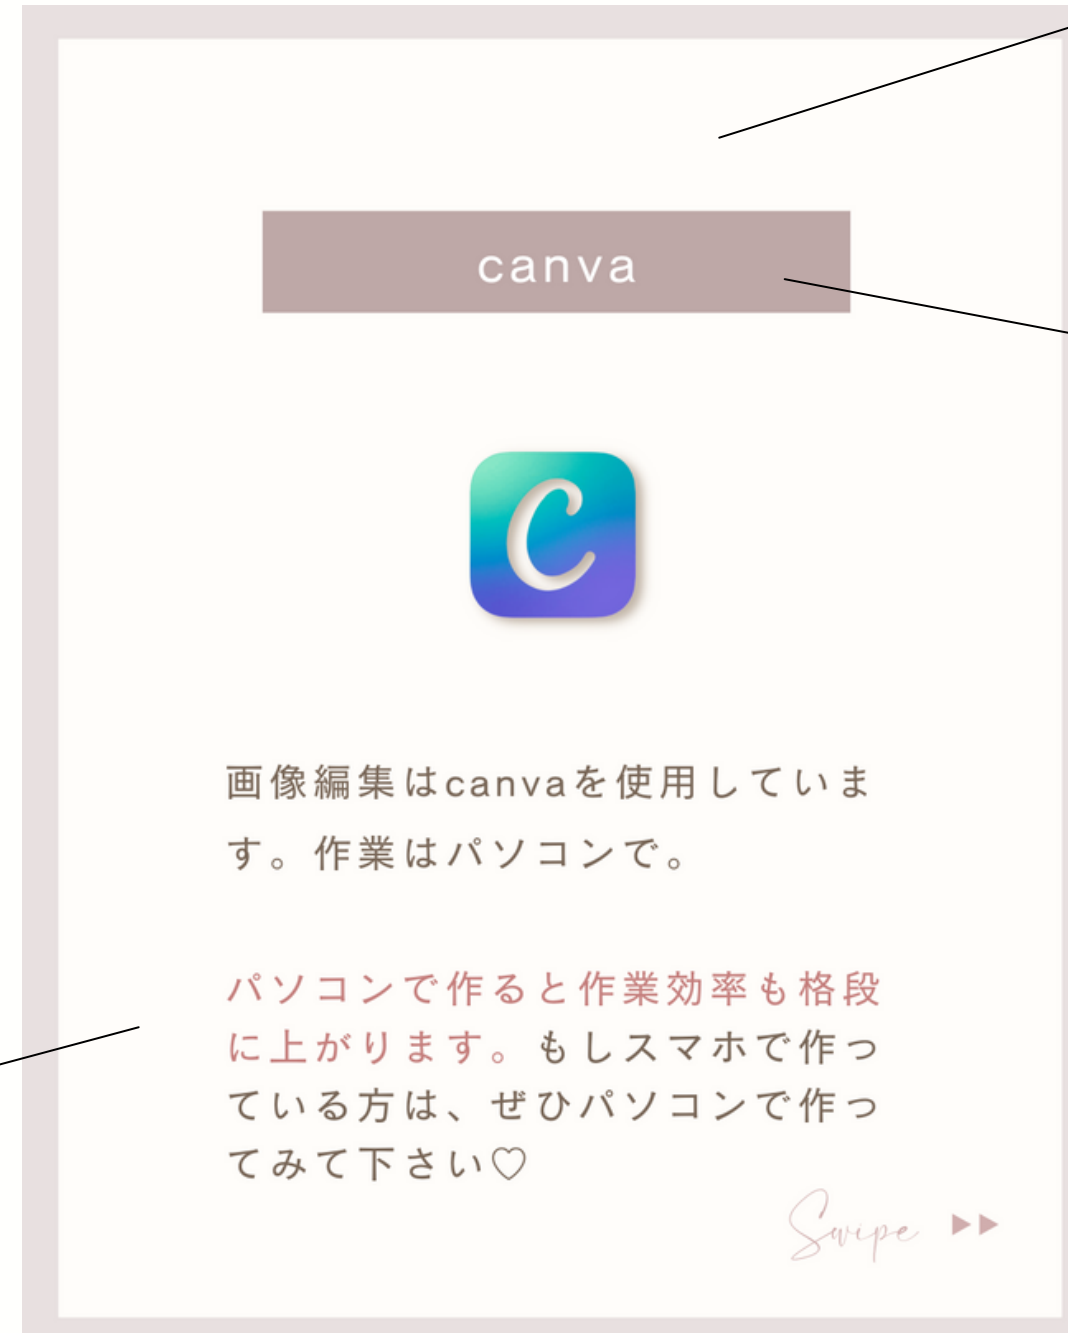 canva
C
画像編集はcanvaを使用していま
す。作業はパソコンで。
パソコンで作ると作業効率も格段
に上がります。もしスマホで作っ
ている方は、ぜひパソコンで作っ
てみて下さい♡
Swipe ▶▶